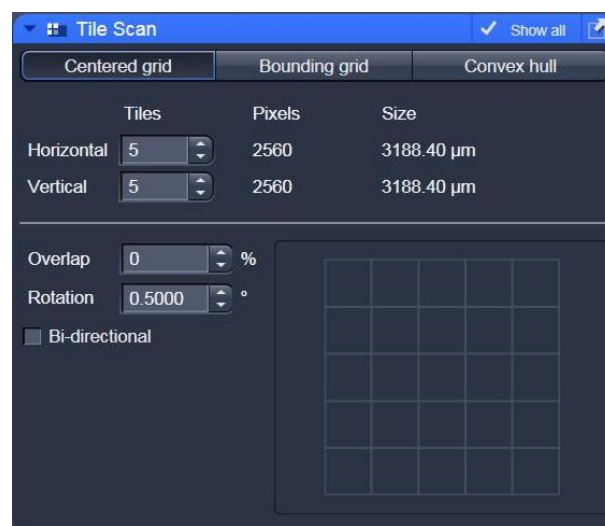 Tile Scan
Show all
Centered grid Bounding grid Convex hull
Tiles Pixels Size
Horizontal 5 2560 3188.40 µm
Vertical 5 2560 3188.40 µm
Overlap 0 %
Rotation 0.5000 °
Bi-directional